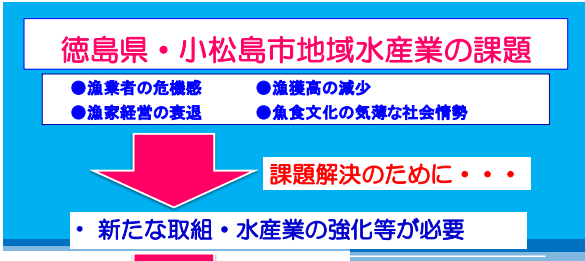 徳島県・小松島市地域水産業の課題
●漁業者の危機感 ●漁獲高の減少
●漁家経営の衰退 ●魚食文化の気薄な社会情勢
課題解決のために・・・
・ 新たな取組・水産業の強化等が必要